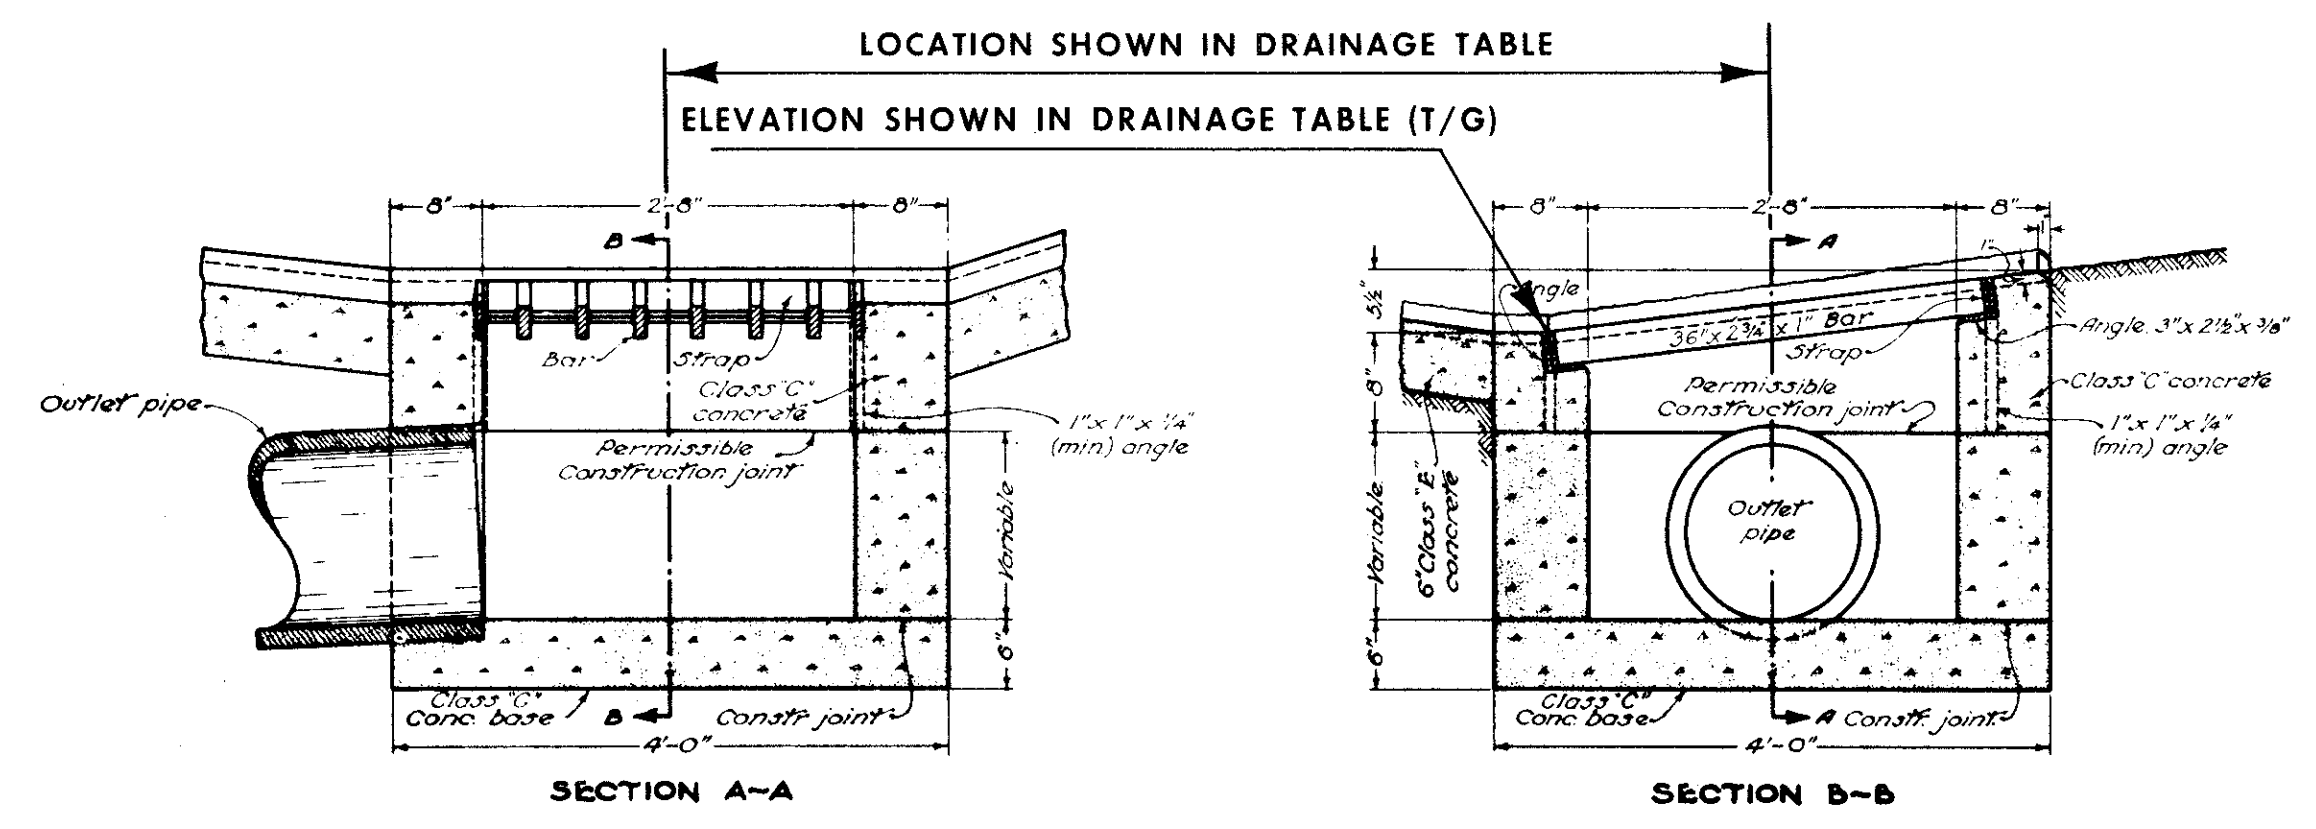 LOCATION SHOWN IN DRAINAGE TABLE
ELEVATION SHOWN IN DRAINAGE TABLE (T/G)
8" 2'-8" 8"
B
Bar
Strap
Class "C"
concrete
Outlet pipe
1" x 1" x 1/4"
(min) angle
Permissible
Construction joint
Variable
6"
Class "C"
Conc. base
B
Constr. joint
4'-0"
SECTION A~A
8" 2'-8" 8"
A
1"
1"
5 1/2"
Angle
36" x 2 3/4" x 1" Bar
Strap
Angle 3" x 2 1/2" x 3/8"
8"
Permissible
Construction joint
Class "C" concrete
1" x 1" x 1/4"
(min) angle
6" Class "E"
concrete
Variable
Outlet
pipe
6"
Class "C"
Conc. base
A
Constr. joint
4'-0"
SECTION B~B